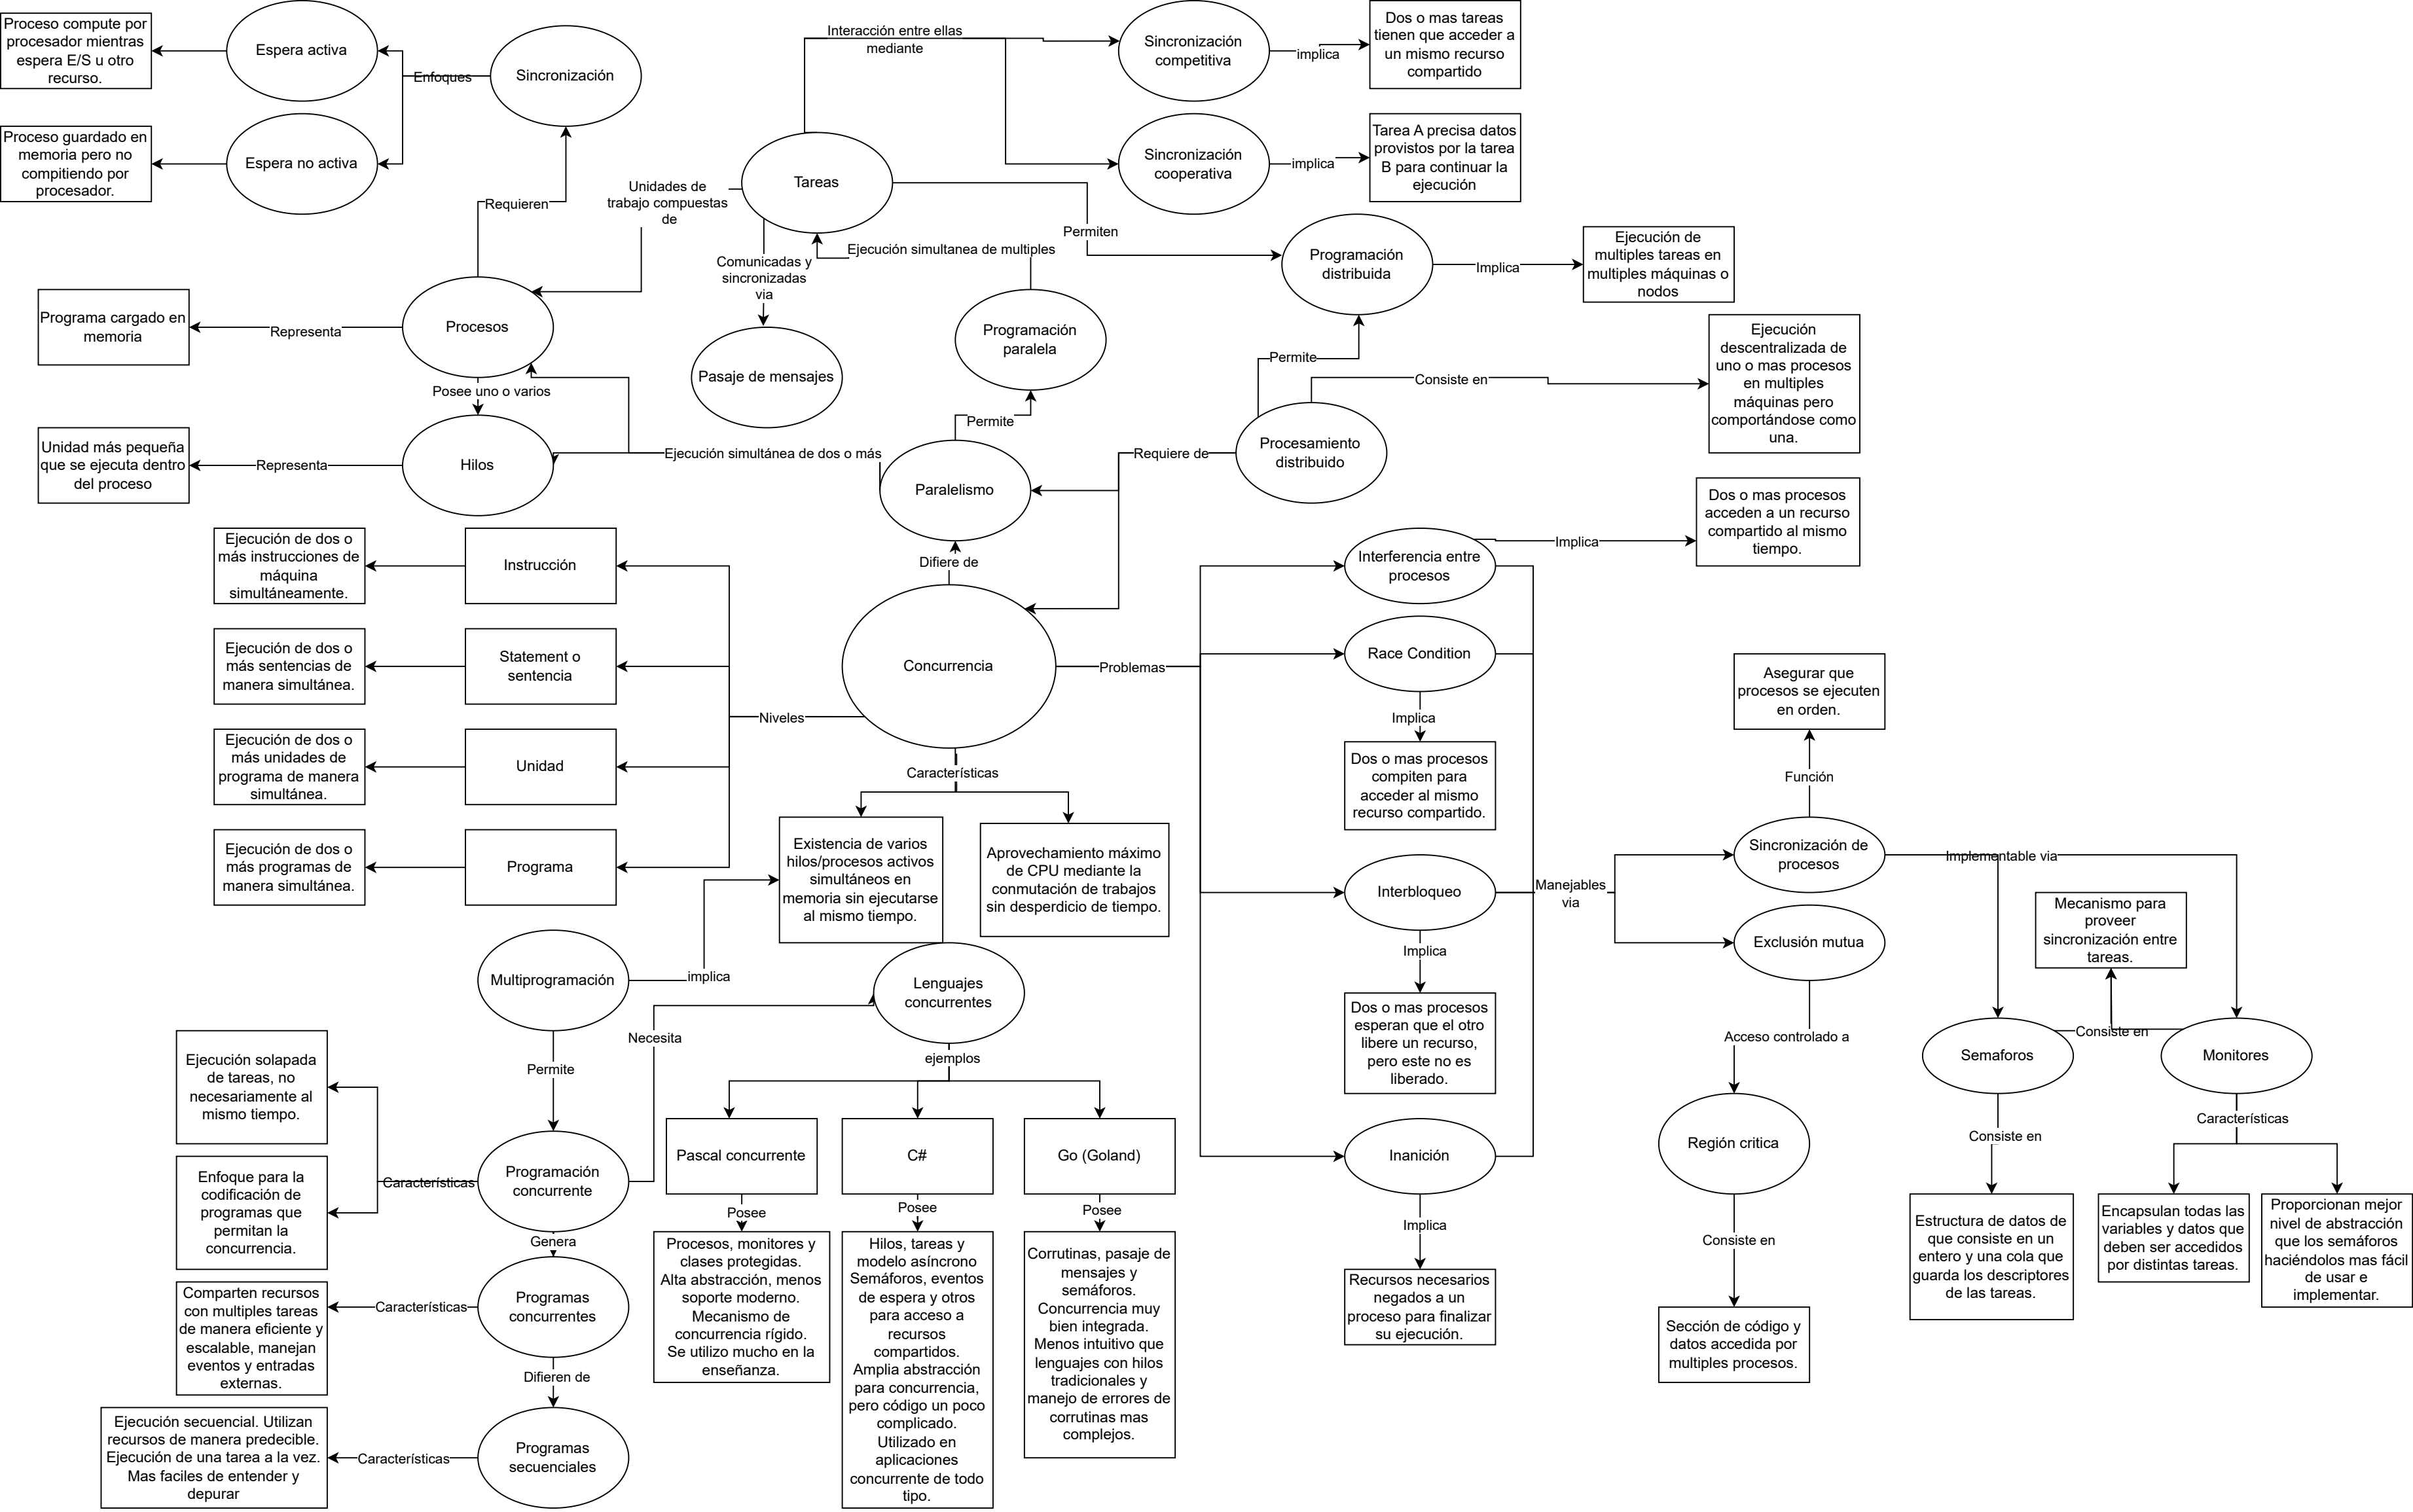 Proceso compute por
procesador mientras
espera E/S u otro
recurso.
Espera activa
Enfoques
Sincronización
Proceso guardado en
memoria pero no
compitiendo por
procesador.
Espera no activa
Requieren
Interacción entre ellas
mediante
Sincronización
competitiva
implica
Dos o mas tareas
tienen que acceder a
un mismo recurso
compartido
Sincronización
cooperativa
implica
Tarea A precisa datos
provistos por la tarea
B para continuar la
ejecución
Tareas
Unidades de
trabajo compuestas
de
Comunicadas y
sincronizadas
via
Pasaje de mensajes
Ejecución simultanea de multiples
Permiten
Programación
distribuida
Implica
Ejecución de
multiples tareas en
multiples máquinas o
nodos
Programa cargado en
memoria
Representa
Procesos
Posee uno o varios
Programación
paralela
Permite
Permite
Consiste en
Ejecución
descentralizada de
uno o mas procesos
en multiples
máquinas pero
comportándose como
una.
Unidad más pequeña
que se ejecuta dentro
del proceso
Representa
Hilos
Ejecución simultánea de dos o más
Paralelismo
Requiere de
Procesamiento
distribuido
Difiere de
Concurrencia
Ejecución de dos o
más instrucciones de
máquina
simultáneamente.
Instrucción
Ejecución de dos o
más sentencias de
manera simultánea.
Statement o
sentencia
Ejecución de dos o
más unidades de
programa de manera
simultánea.
Unidad
Ejecución de dos o
más programas de
manera simultánea.
Programa
Niveles
Problemas
Interferencia entre
procesos
Implica
Dos o mas procesos
acceden a un recurso
compartido al mismo
tiempo.
Race Condition
Implica
Dos o mas procesos
compiten para
acceder al mismo
recurso compartido.
Interbloqueo
Implica
Dos o mas procesos
esperan que el otro
libere un recurso,
pero este no es
liberado.
Inanición
Implica
Recursos necesarios
negados a un
proceso para finalizar
su ejecución.
Manejables
via
Asegurar que
procesos se ejecuten
en orden.
Función
Sincronización de
procesos
Implementable via
Exclusión mutua
Acceso controlado a
Región critica
Consiste en
Sección de código y
datos accedida por
multiples procesos.
Mecanismo para
proveer
sincronización entre
tareas.
Semaforos
Consiste en
Monitores
Consiste en
Estructura de datos de
que consiste en un
entero y una cola que
guarda los descriptores
de las tareas.
Características
Encapsulan todas las
variables y datos que
deben ser accedidos
por distintas tareas.
Proporcionan mejor
nivel de abstracción
que los semáforos
haciéndolos mas fácil
de usar e
implementar.
Características
Existencia de varios
hilos/procesos activos
simultáneos en
memoria sin ejecutarse
al mismo tiempo.
Aprovechamiento máximo
de CPU mediante la
conmutación de trabajos
sin desperdicio de tiempo.
Multiprogramación
implica
Permite
Lenguajes
concurrentes
Necesita
ejemplos
Pascal concurrente
Posee
Procesos, monitores y
clases protegidas.
Alta abstracción, menos
soporte moderno.
Mecanismo de
concurrencia rígido.
Se utilizo mucho en la
enseñanza.
C#
Posee
Hilos, tareas y
modelo asíncrono
Semáforos, eventos
de espera y otros
para acceso a
recursos
compartidos.
Amplia abstracción
para concurrencia,
pero código un poco
complicado.
Utilizado en
aplicaciones
concurrente de todo
tipo.
Go (Goland)
Posee
Corrutinas, pasaje de
mensajes y
semáforos.
Concurrencia muy
bien integrada.
Menos intuitivo que
lenguajes con hilos
tradicionales y
manejo de errores de
corrutinas mas
complejos.
Ejecución solapada
de tareas, no
necesariamente al
mismo tiempo.
Enfoque para la
codificación de
programas que
permitan la
concurrencia.
Características
Programación
concurrente
Genera
Comparten recursos
con multiples tareas
de manera eficiente y
escalable, manejan
eventos y entradas
externas.
Características
Programas
concurrentes
Difieren de
Ejecución secuencial. Utilizan
recursos de manera predecible.
Ejecución de una tarea a la vez.
Mas faciles de entender y
depurar
Características
Programas
secuenciales